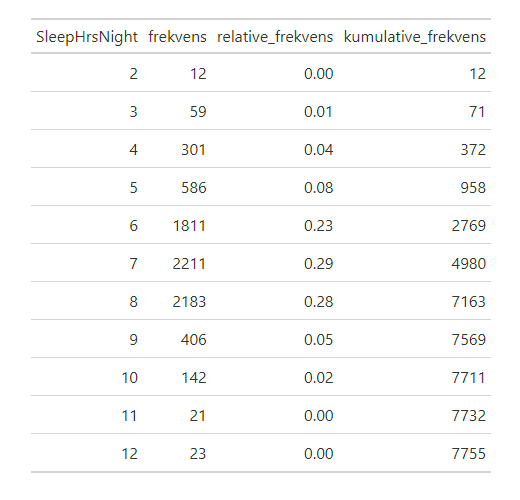 SleepHrsNight frekvens relative_frekvens kumulative_frekvens
2 12 0.00 12
3 59 0.01 71
4 301 0.04 372
5 586 0.08 958
6 1811 0.23 2769
7 2211 0.29 4980
8 2183 0.28 7163
9 406 0.05 7569
10 142 0.02 7711
11 21 0.00 7732
12 23 0.00 7755